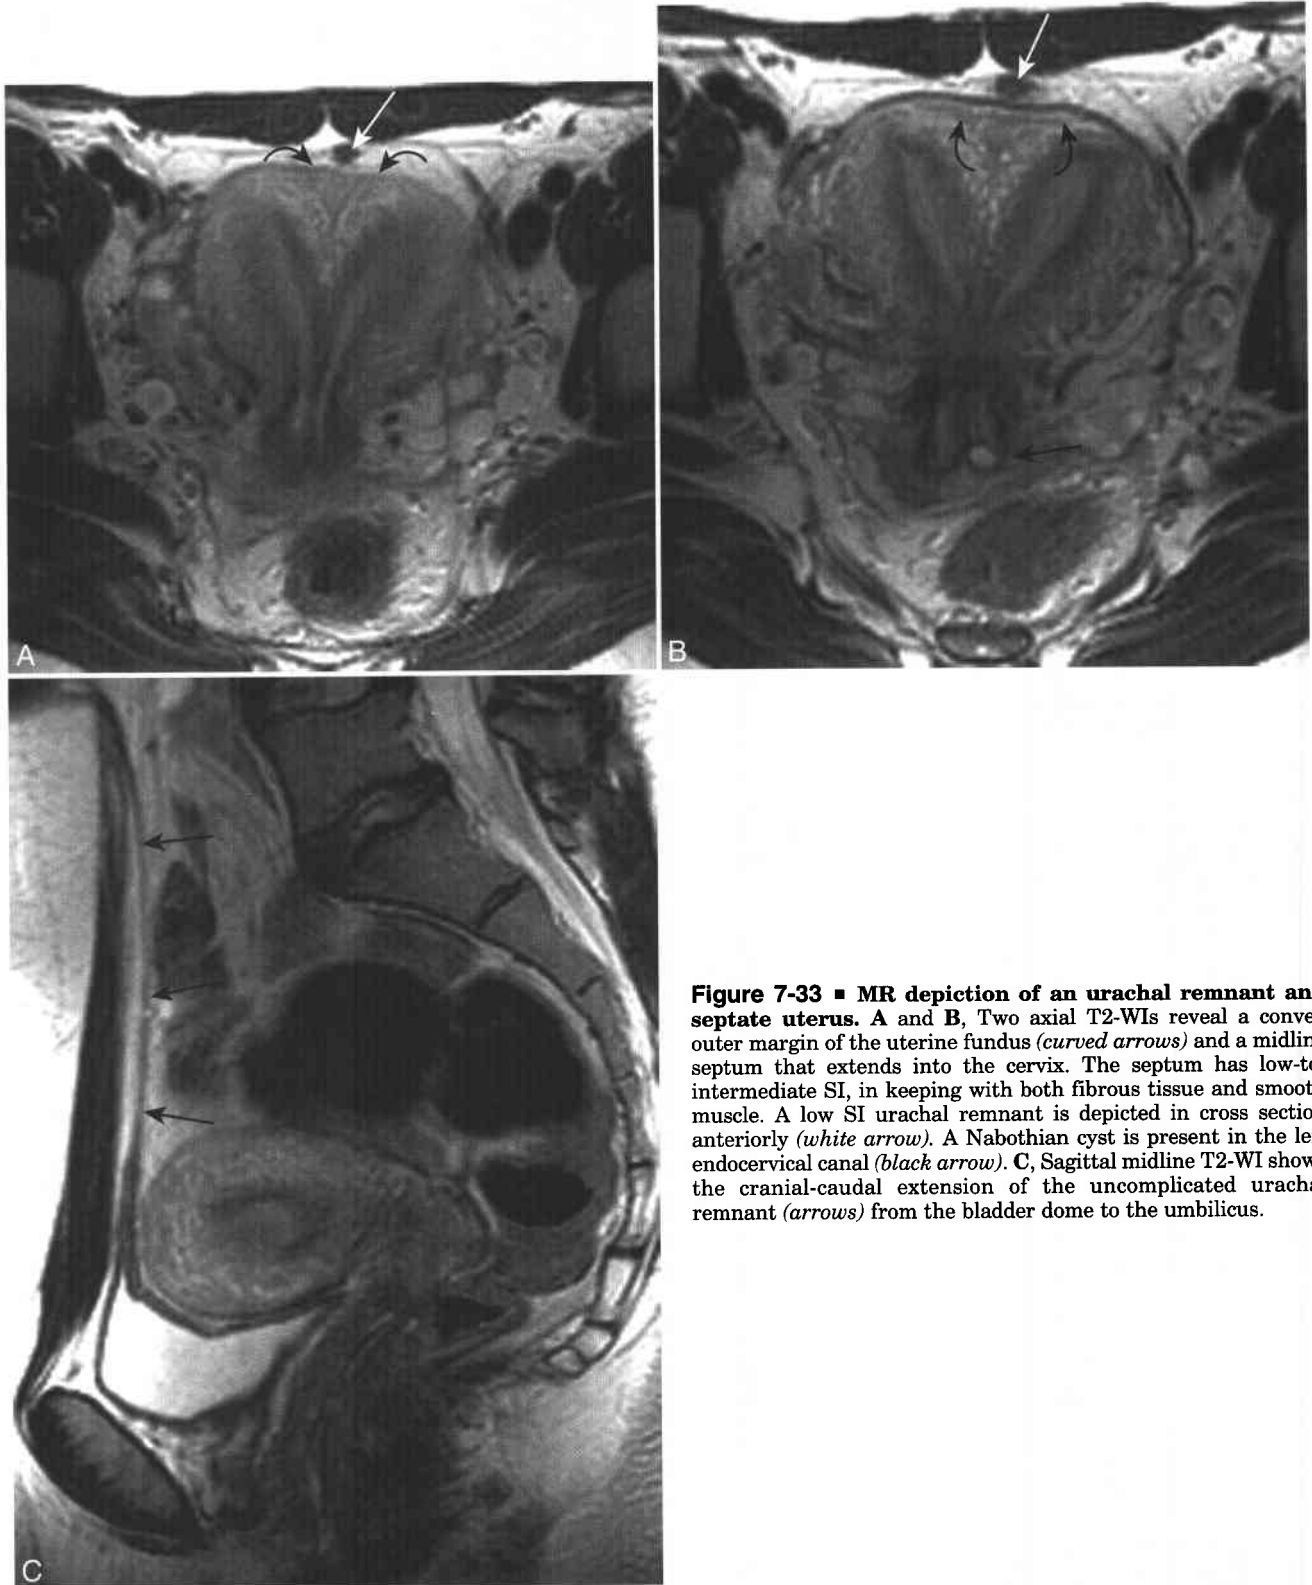 A
B
C
Figure 7-33 ■ MR depiction of an urachal remnant an
septate uterus. A and B, Two axial T2-WIs reveal a conve
outer margin of the uterine fundus (curved arrows) and a midlin
septum that extends into the cervix. The septum has low-to
intermediate SI, in keeping with both fibrous tissue and smoot
muscle. A low SI urachal remnant is depicted in cross sectio
anteriorly (white arrow). A Nabothian cyst is present in the le
endocervical canal (black arrow). C, Sagittal midline T2-WI show
the cranial-caudal extension of the uncomplicated uracha
remnant (arrows) from the bladder dome to the umbilicus.